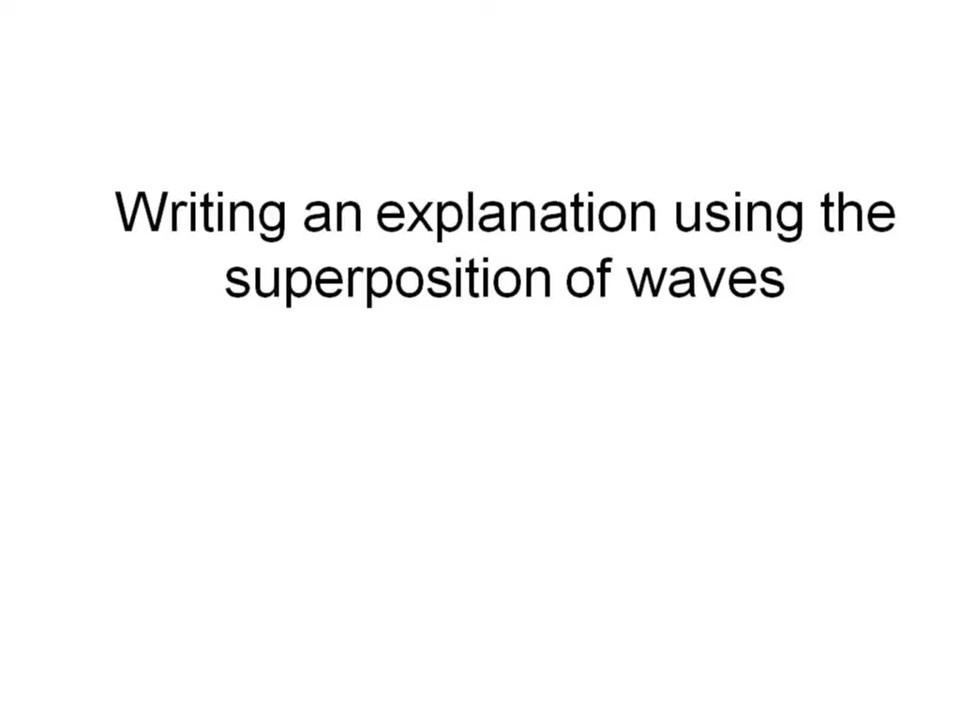 Writing an explanation using the
superposition of waves